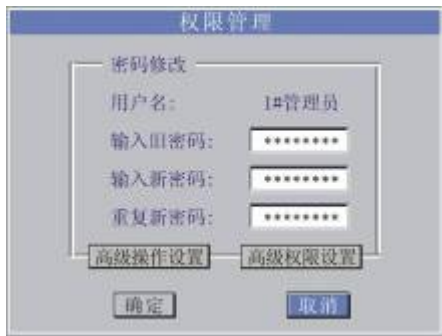 权限管理
密码修改
用户名: 1#管理员
输入旧密码: ********
输入新密码: ********
重复新密码: ********
高级操作设置 高级权限设置
确定 取消